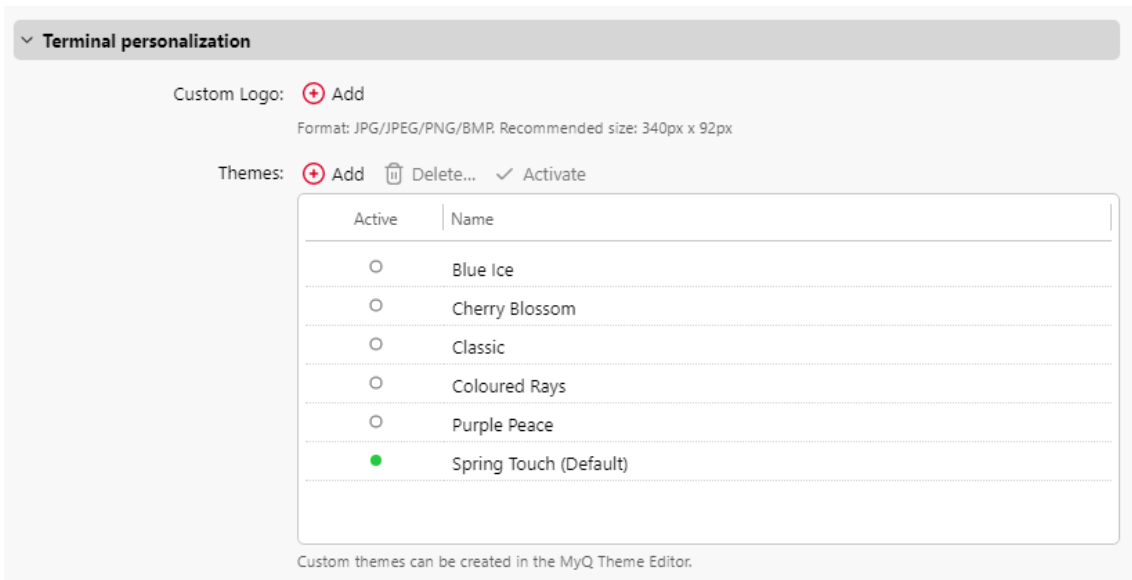 Terminal personalization
Custom Logo: Add
Format: JPG/JPEG/PNG/BMP. Recommended size: 340px x 92px
Themes: Add Delete... Activate
Active Name
Blue Ice
Cherry Blossom
Classic
Coloured Rays
Purple Peace
Spring Touch (Default)
Custom themes can be created in the MyQ Theme Editor.